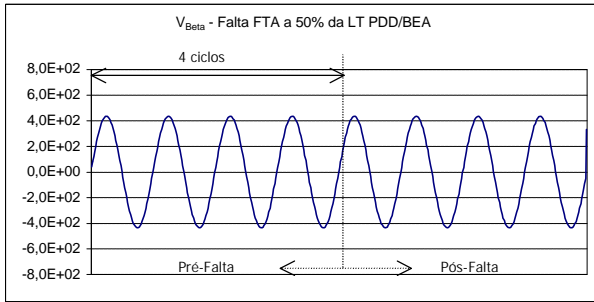 V_Beta - Falta FTA a 50% da LT PDD/BEA
4 ciclos
8,0E+02
6,0E+02
4,0E+02
2,0E+02
0,0E+00
-2,0E+02
-4,0E+02
-6,0E+02
-8,0E+02
Pré-Falta
Pós-Falta